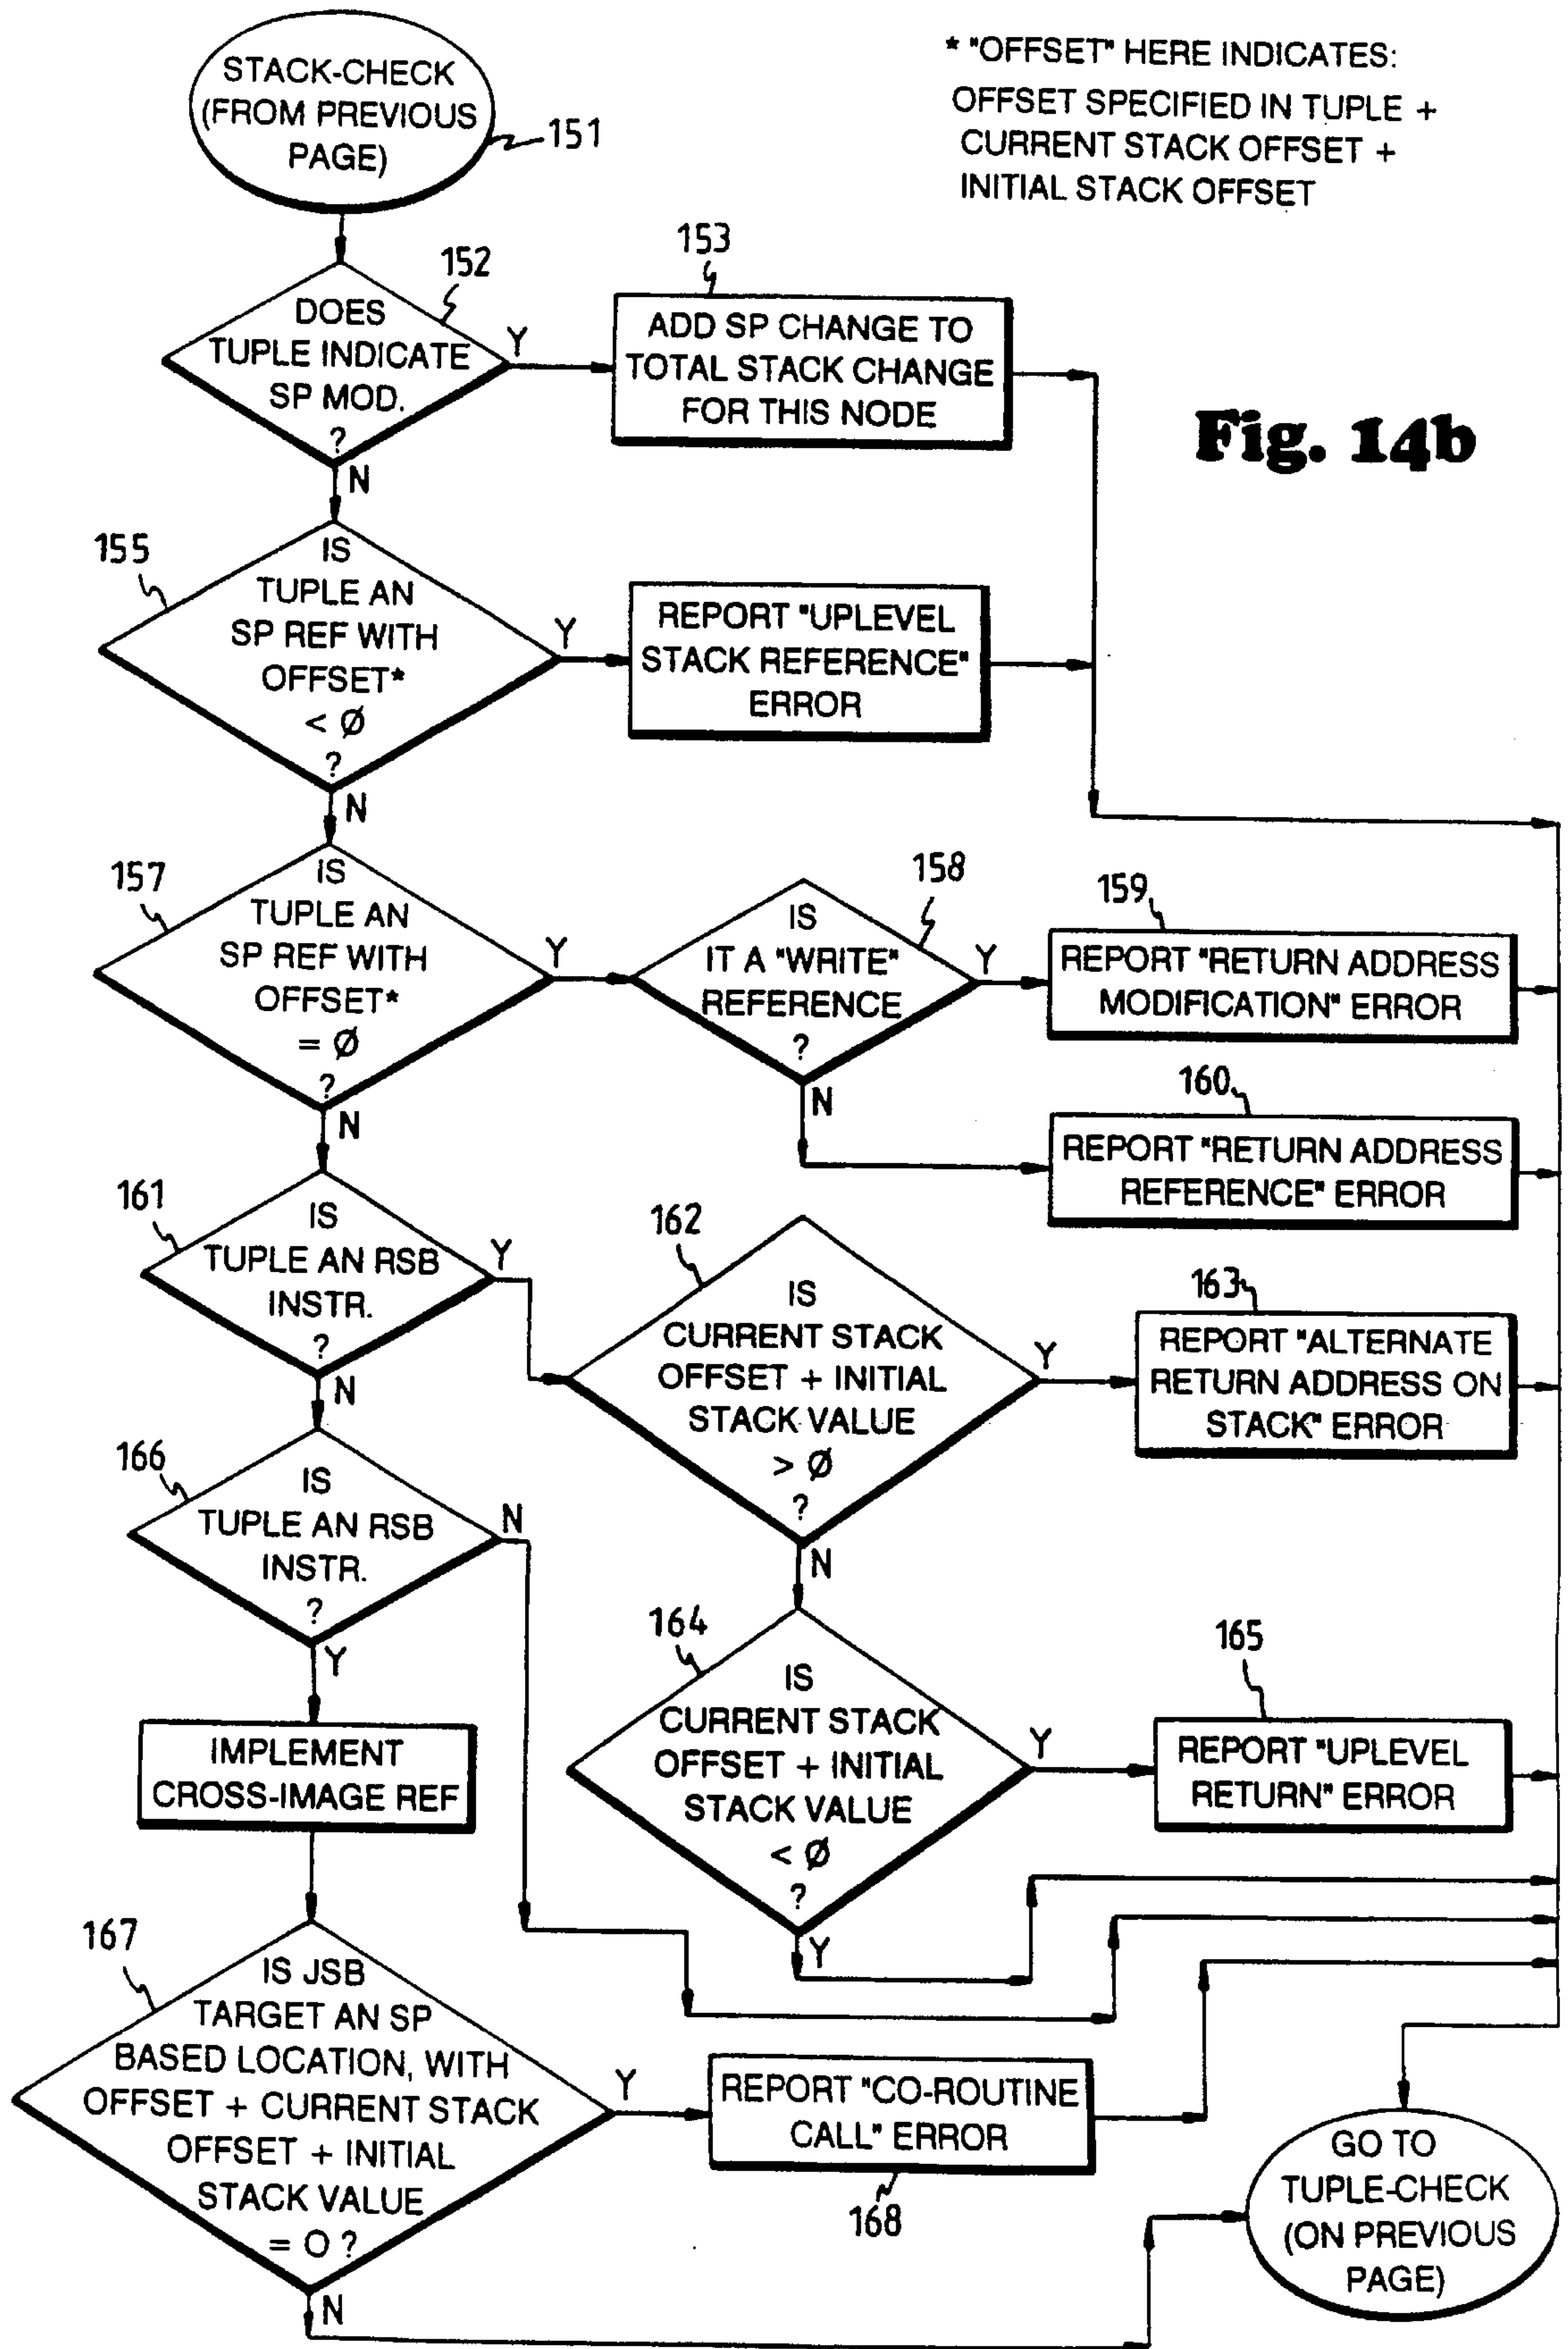 STACK-CHECK
(FROM PREVIOUS
PAGE)
151
* "OFFSET" HERE INDICATES:
OFFSET SPECIFIED IN TUPLE +
CURRENT STACK OFFSET +
INITIAL STACK OFFSET
152
DOES
TUPLE INDICATE
SP MOD.
?
Y
N
153
ADD SP CHANGE TO
TOTAL STACK CHANGE
FOR THIS NODE
Fig. 14b
155
IS
TUPLE AN
SP REF WITH
OFFSET*
< Ø
?
Y
N
REPORT "UPLEVEL
STACK REFERENCE"
ERROR
157
IS
TUPLE AN
SP REF WITH
OFFSET*
= Ø
?
Y
N
158
IS
IT A "WRITE"
REFERENCE
?
Y
N
159
REPORT "RETURN ADDRESS
MODIFICATION" ERROR
160
REPORT "RETURN ADDRESS
REFERENCE" ERROR
161
IS
TUPLE AN RSB
INSTR.
?
Y
N
162
IS
CURRENT STACK
OFFSET + INITIAL
STACK VALUE
> Ø
?
Y
N
163
REPORT "ALTERNATE
RETURN ADDRESS ON
STACK" ERROR
166
IS
TUPLE AN RSB
INSTR.
?
N
Y
164
IS
CURRENT STACK
OFFSET + INITIAL
STACK VALUE
< Ø
?
Y
Y
165
REPORT "UPLEVEL
RETURN" ERROR
IMPLEMENT
CROSS-IMAGE REF
167
IS JSB
TARGET AN SP
BASED LOCATION, WITH
OFFSET + CURRENT STACK
OFFSET + INITIAL
STACK VALUE
= O ?
Y
N
REPORT "CO-ROUTINE
CALL" ERROR
168
GO TO
TUPLE-CHECK
(ON PREVIOUS
PAGE)